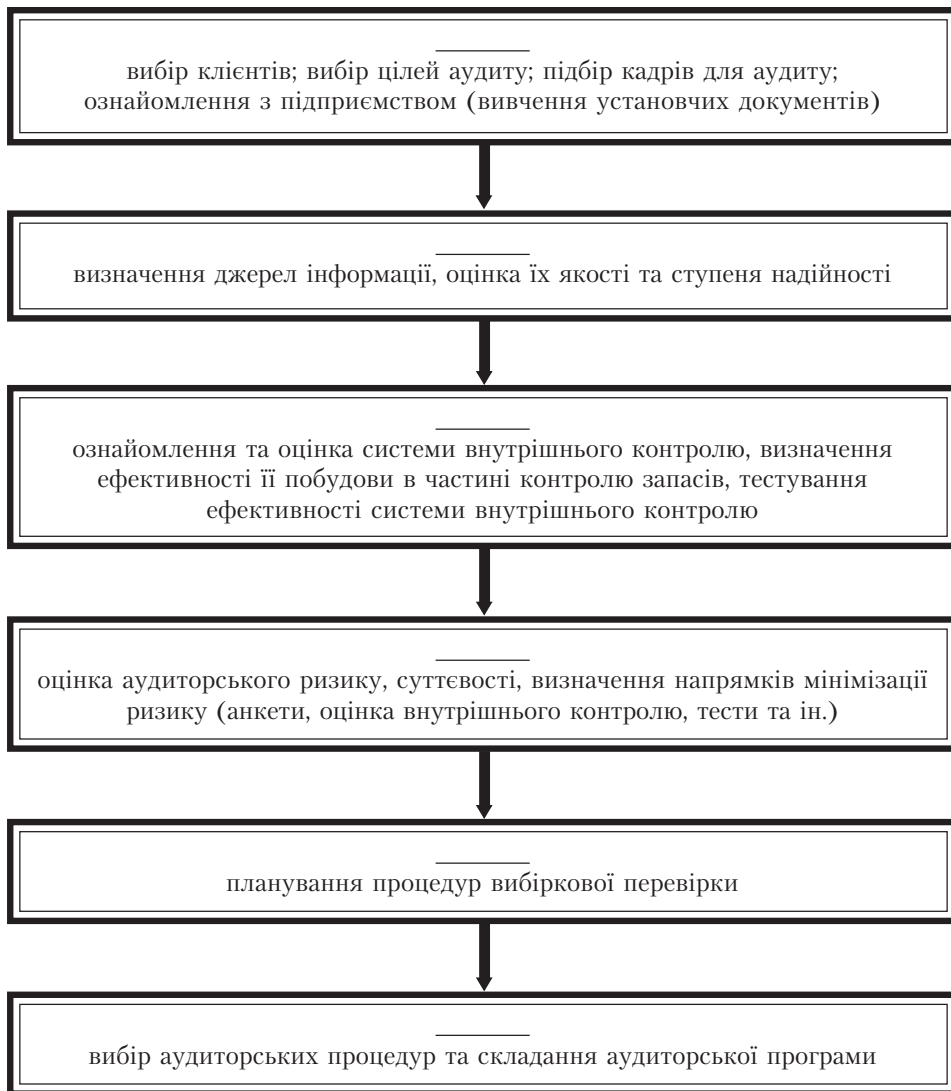 вибір клієнтів; вибір цілей аудиту; підбір кадрів для аудиту;
ознайомлення з підприємством (вивчення установчих документів)
визначення джерел інформації, оцінка їх якості та ступеня надійності
ознайомлення та оцінка системи внутрішнього контролю, визначення
ефективності її побудови в частині контролю запасів, тестування
ефективності системи внутрішнього контролю
оцінка аудиторського ризику, суттєвості, визначення напрямків мінімізації
ризику (анкети, оцінка внутрішнього контролю, тести та ін.)
планування процедур вибіркової перевірки
вибір аудиторських процедур та складання аудиторської програми